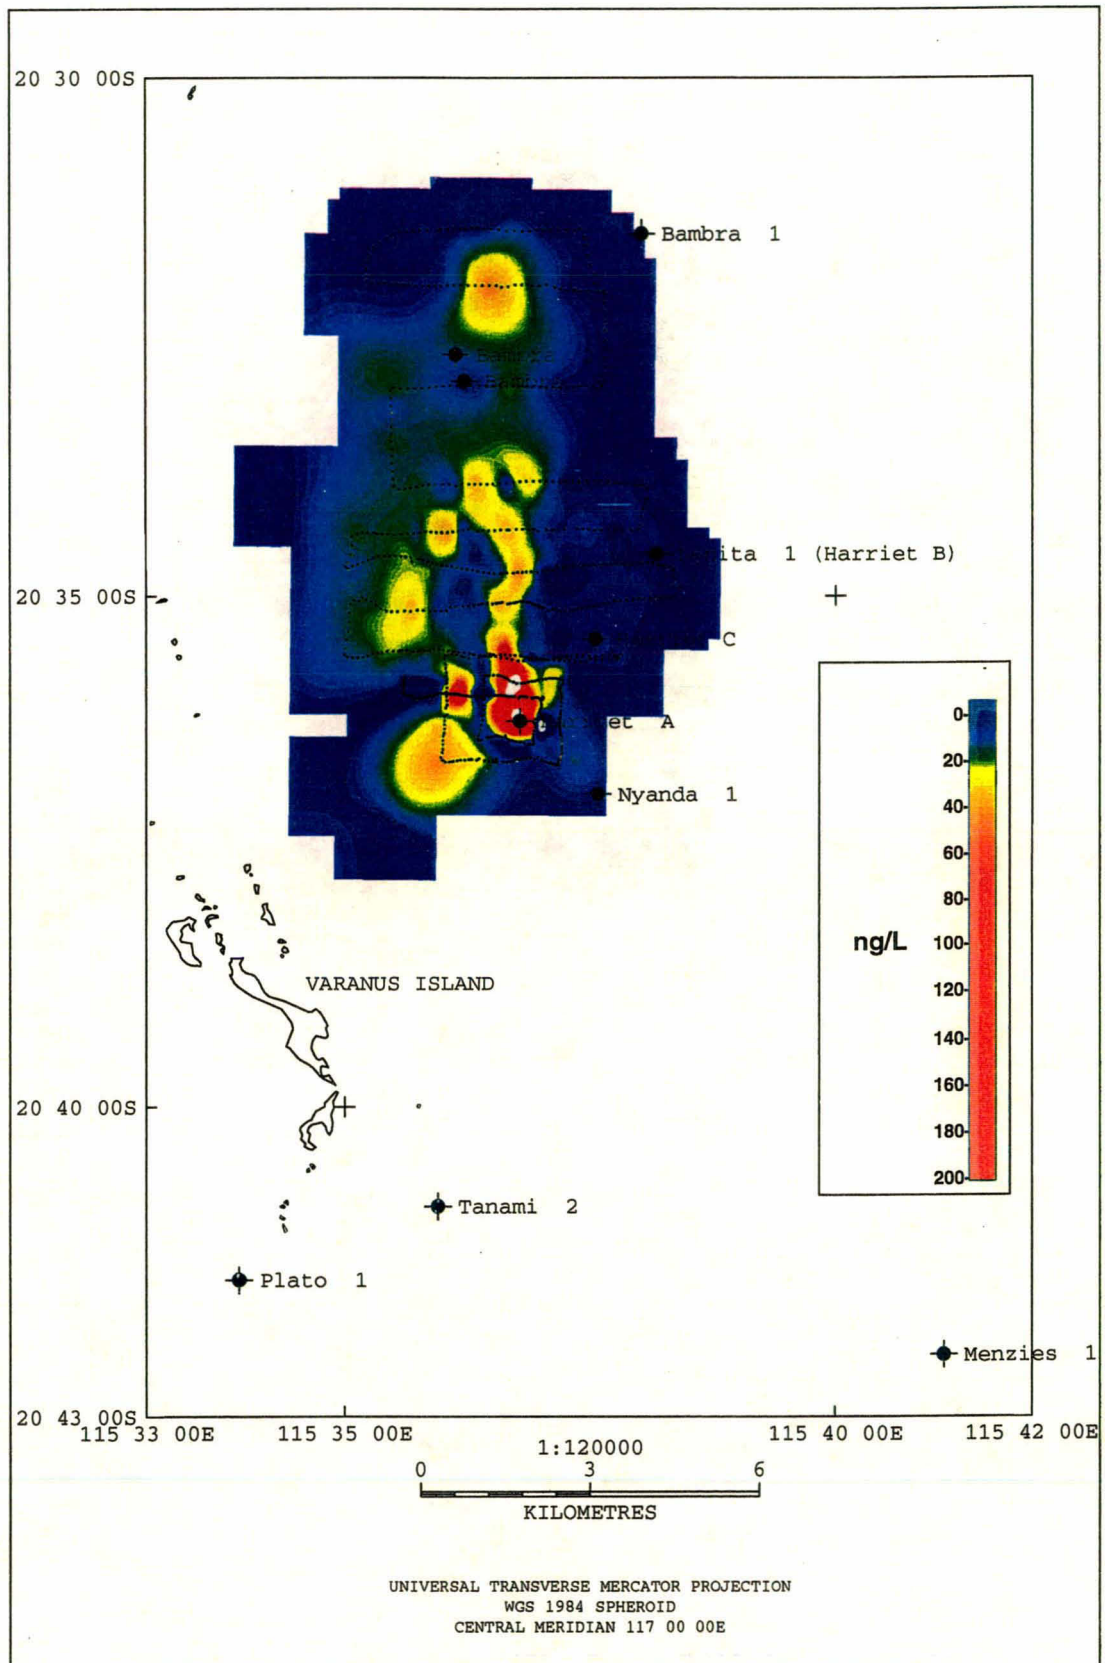 20 30 00S
Bambra 1
Bambra
Bambra
ita 1 (Harriet B)
20 35 00S
C
et A
Nyanda 1
0
20
40
60
80
100
120
140
160
180
200
ng/L
VARANUS ISLAND
20 40 00S
Tanami 2
Plato 1
Menzies 1
20 43 00S
115 33 00E 115 35 00E 115 40 00E 115 42 00E
1:120000
0 3 6
KILOMETRES
UNIVERSAL TRANSVERSE MERCATOR PROJECTION
WGS 1984 SPHEROID
CENTRAL MERIDIAN 117 00 00E